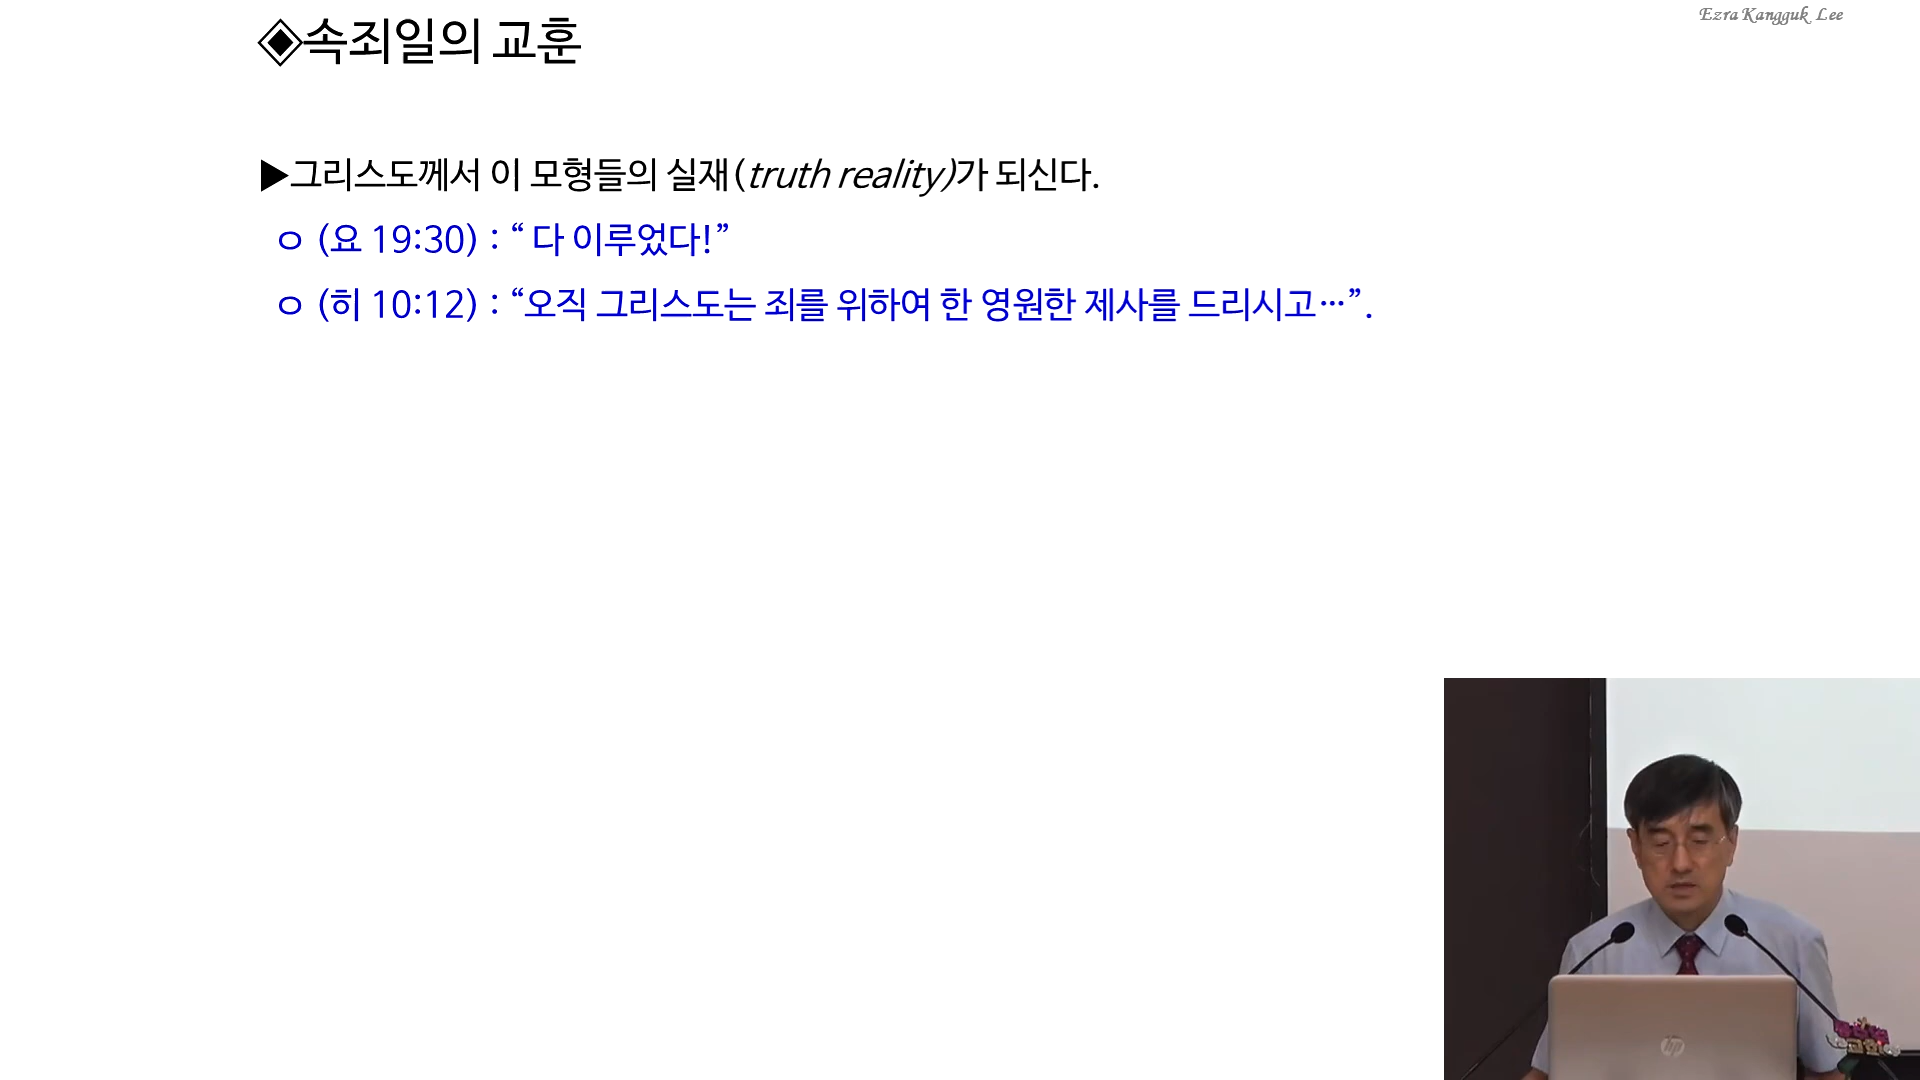 Ezra Kangguk Lee
◈속죄일의 교훈
▶그리스도께서 이 모형들의 실재(truth reality)가 되신다.
ㅇ (요 19:30) : “ 다 이루었다!”
ㅇ (히 10:12) : “오직 그리스도는 죄를 위하여 한 영원한 제사를 드리시고…”.
hp
교회